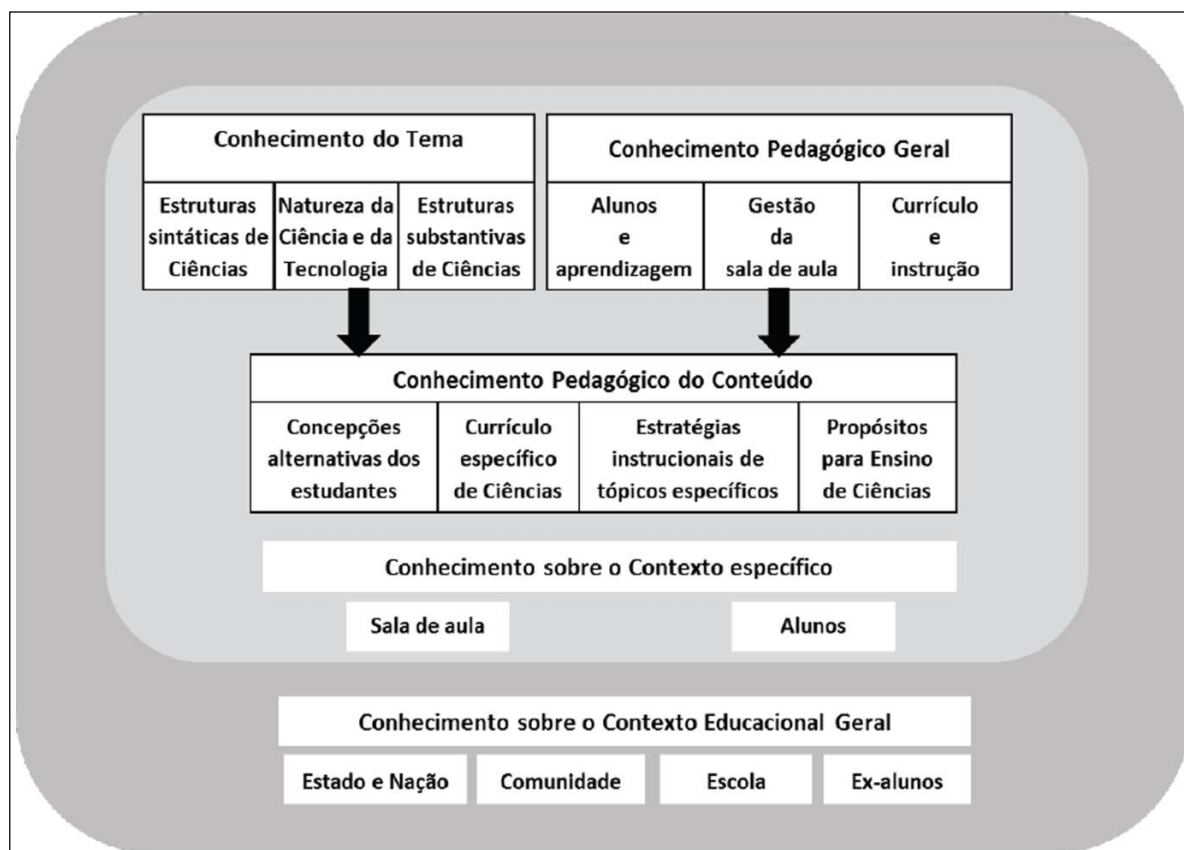 Conhecimento do Tema
Estruturas
sintáticas de
Ciências
Natureza da
Ciência e da
Tecnologia
Estruturas
substantivas
de Ciências
Conhecimento Pedagógico Geral
Alunos
e
aprendizagem
Gestão
da
sala de aula
Currículo
e
instrução
Conhecimento Pedagógico do Conteúdo
Concepções
alternativas dos
estudantes
Currículo
específico
de Ciências
Estratégias
instrucionais de
tópicos específicos
Propósitos
para Ensino
de Ciências
Conhecimento sobre o Contexto específico
Sala de aula
Alunos
Conhecimento sobre o Contexto Educacional Geral
Estado e Nação
Comunidade
Escola
Ex-alunos